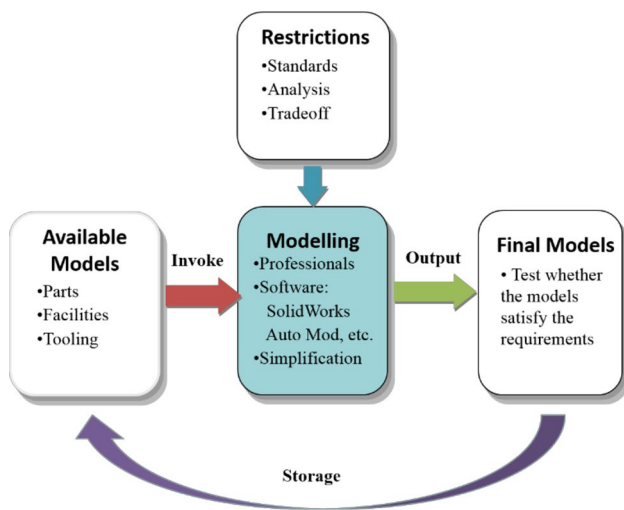 Restrictions
•Standards
•Analysis
•Tradeoff
Available
Models
•Parts
•Facilities
•Tooling
Invoke
Modelling
•Professionals
•Software:
SolidWorks
Auto Mod, etc.
•Simplification
Output
Final Models
• Test whether
the models
satisfy the
requirements
Storage